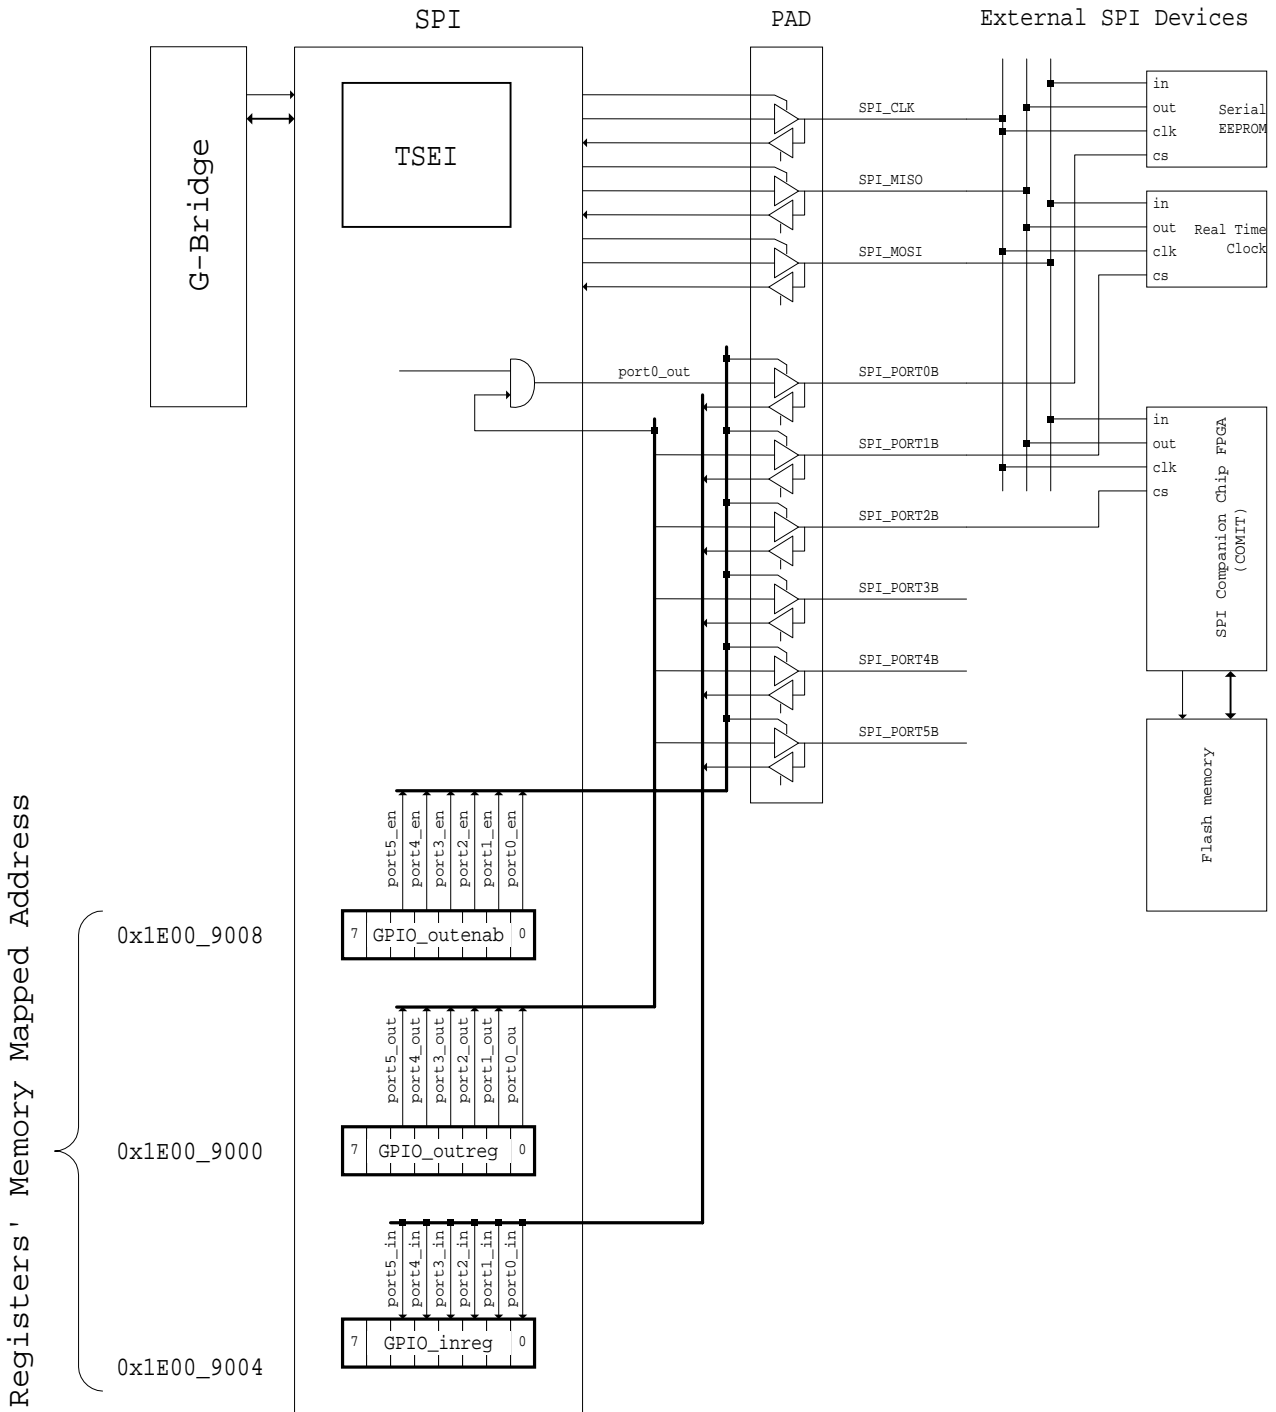 SPI
PAD
External SPI Devices
G-Bridge
TSEI
SPI_CLK
SPI_MISO
SPI_MOSI
in
out
clk
cs
Serial
EEPROM
in
out
clk
cs
Real Time
Clock
port0_out
SPI_PORT0B
SPI_PORT1B
SPI_PORT2B
SPI_PORT3B
SPI_PORT4B
SPI_PORT5B
in
out
clk
cs
SPI Companion Chip FPGA
(COMIT)
Flash memory
Registers' Memory Mapped Address
port5_en
port4_en
port3_en
port2_en
port1_en
port0_en
0x1E00_9008
7 GPIO_outenab 0
port5_out
port4_out
port3_out
port2_out
port1_out
port0_ou
0x1E00_9000
7 GPIO_outreg 0
port5_in
port4_in
port3_in
port2_in
port1_in
port0_in
7 GPIO_inreg 0
0x1E00_9004